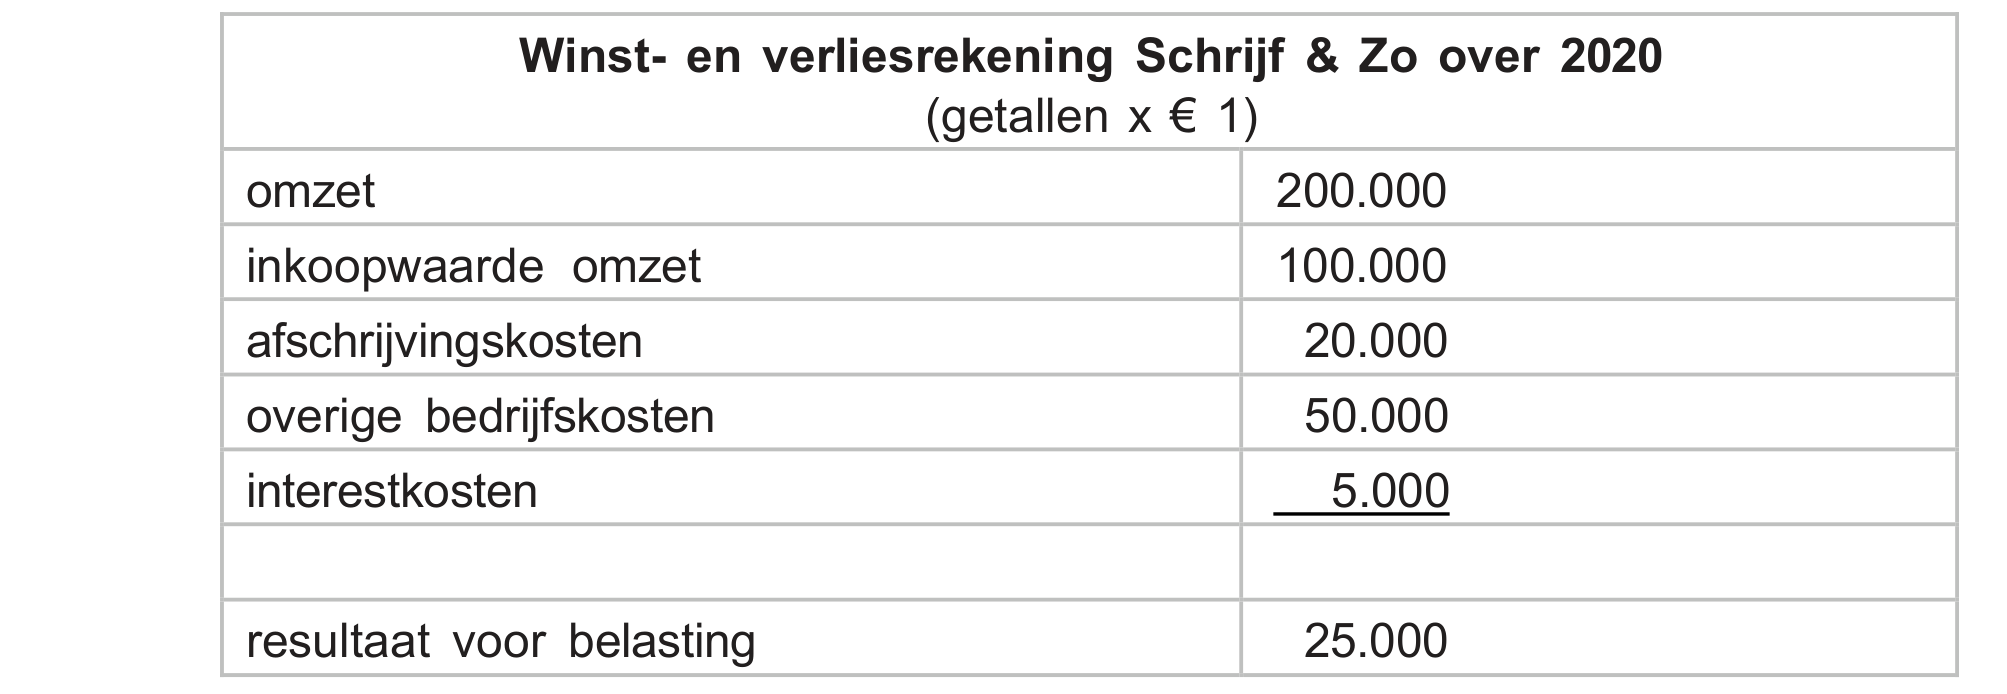 Winst- en verliesrekening Schrijf & Zo over 2020
(getallen x € 1)
omzet 200.000
inkoopwaarde omzet 100.000
afschrijvingskosten 20.000
overige bedrijfskosten 50.000
interestkosten 5.000
resultaat voor belasting 25.000